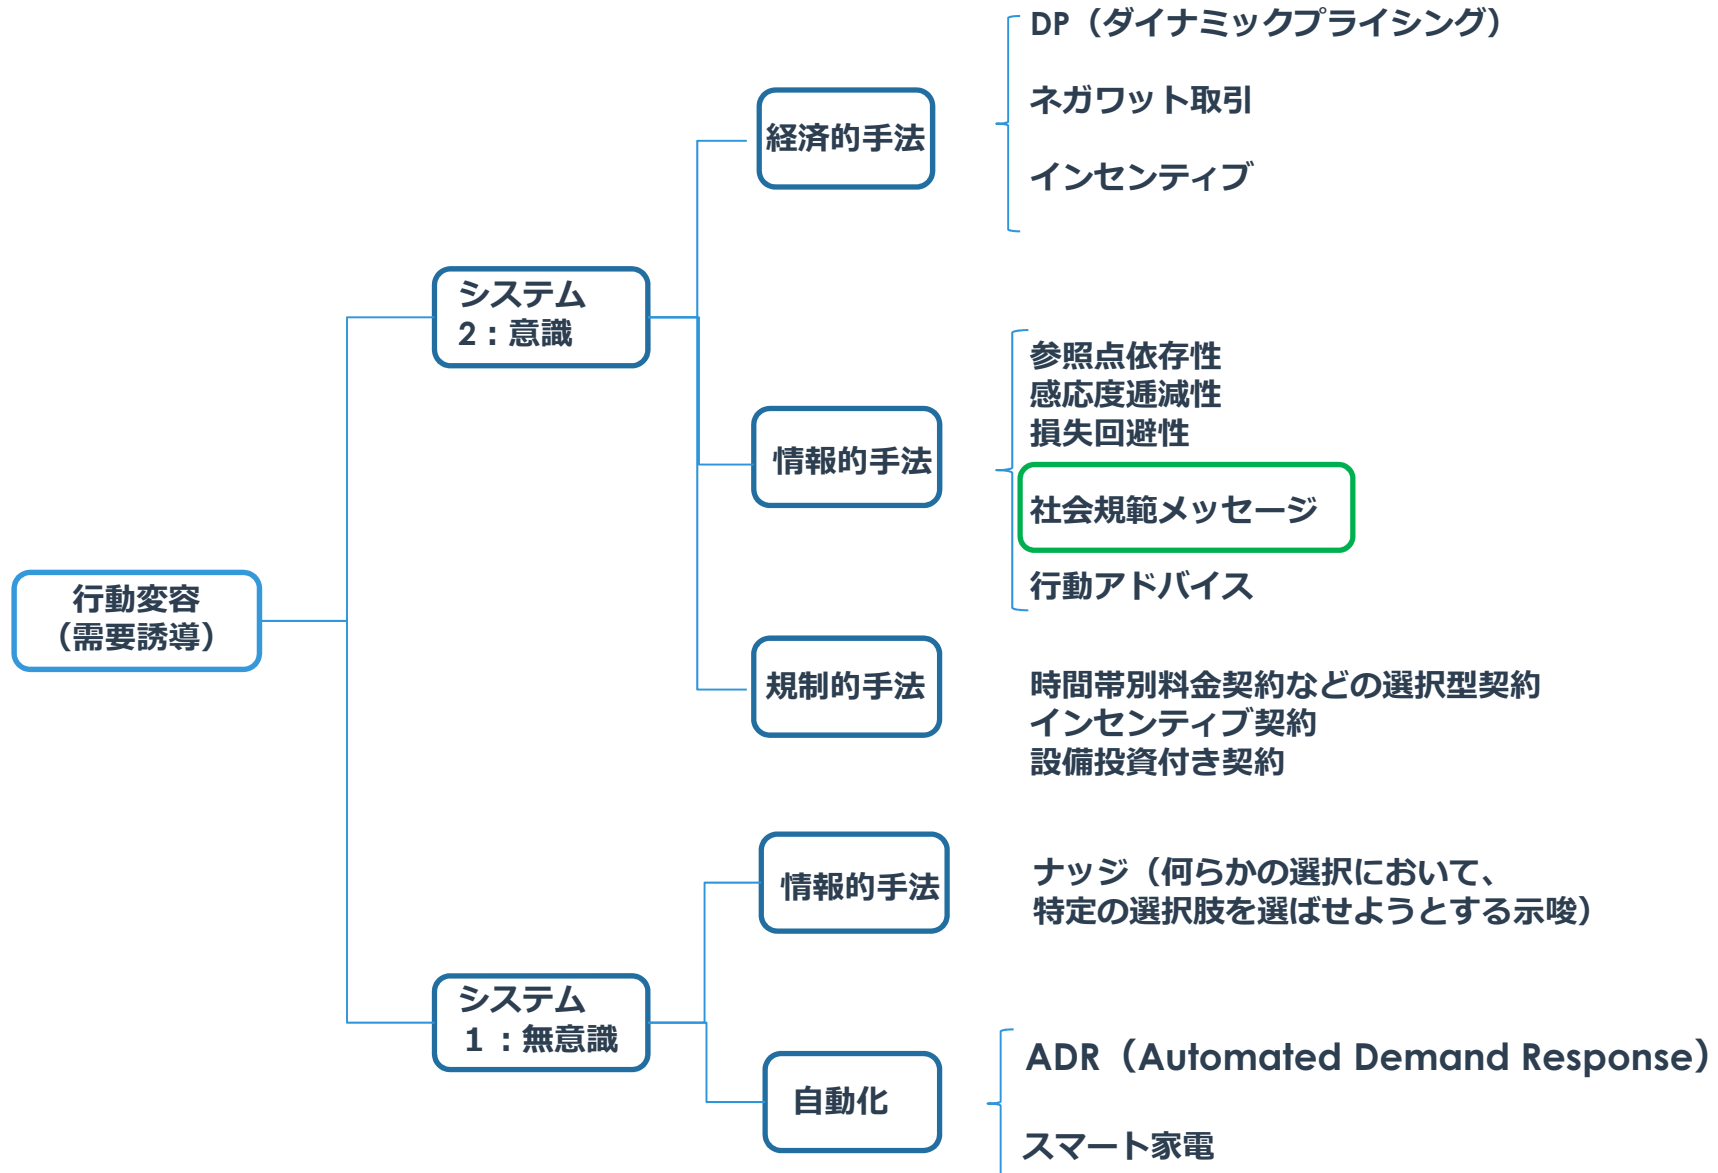 行動変容
（需要誘導）
システム
2：意識
経済的手法
DP（ダイナミックプライシング）
ネガワット取引
インセンティブ
情報的手法
参照点依存性
感応度逓減性
損失回避性
社会規範メッセージ
行動アドバイス
規制的手法
時間帯別料金契約などの選択型契約
インセンティブ契約
設備投資付き契約
システム
１：無意識
情報的手法
ナッジ（何らかの選択において、
特定の選択肢を選ばせようとする示唆）
自動化
ADR（Automated Demand Response）
スマート家電